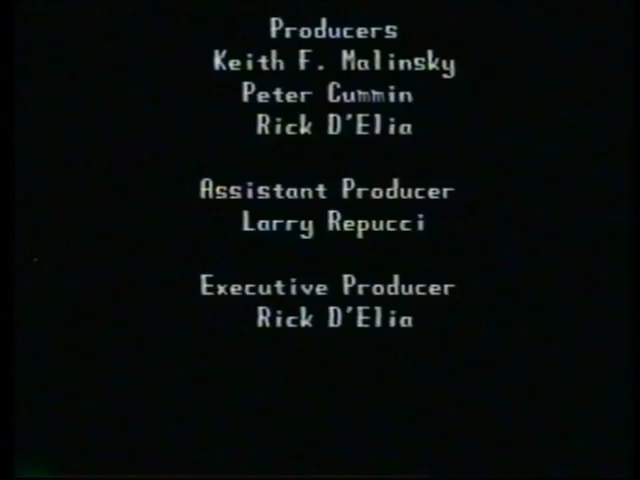 Producers
Keith F. Malinsky
Peter Cummin
Rick D'Elia
Assistant Producer
Larry Repucci
Executive Producer
Rick D'Elia